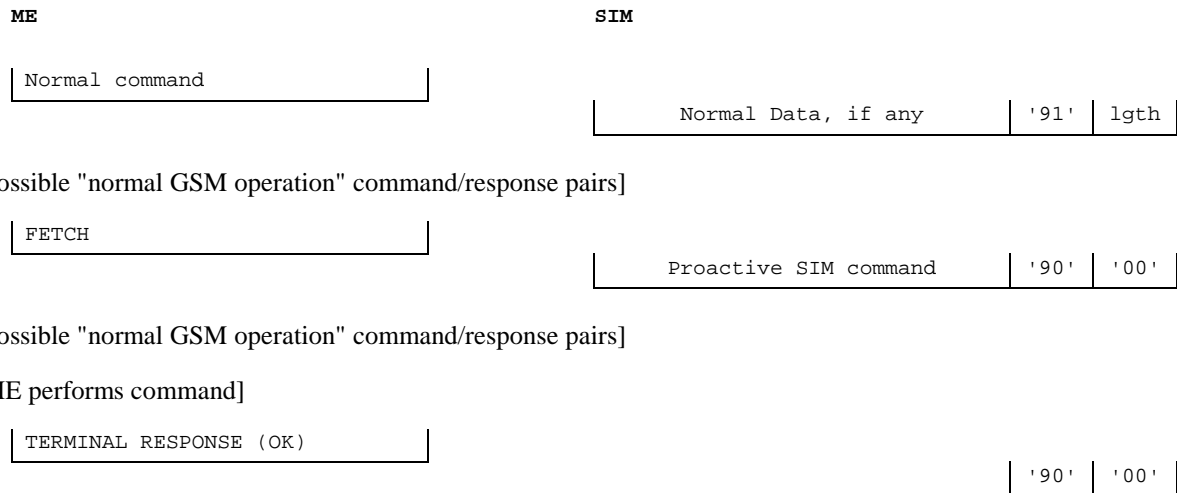 ME SIM
Normal command
Normal Data, if any '91' lgth
ossible "normal GSM operation" command/response pairs]
FETCH
Proactive SIM command '90' '00'
ossible "normal GSM operation" command/response pairs]
IE performs command]
TERMINAL RESPONSE (OK)
'90' '00'